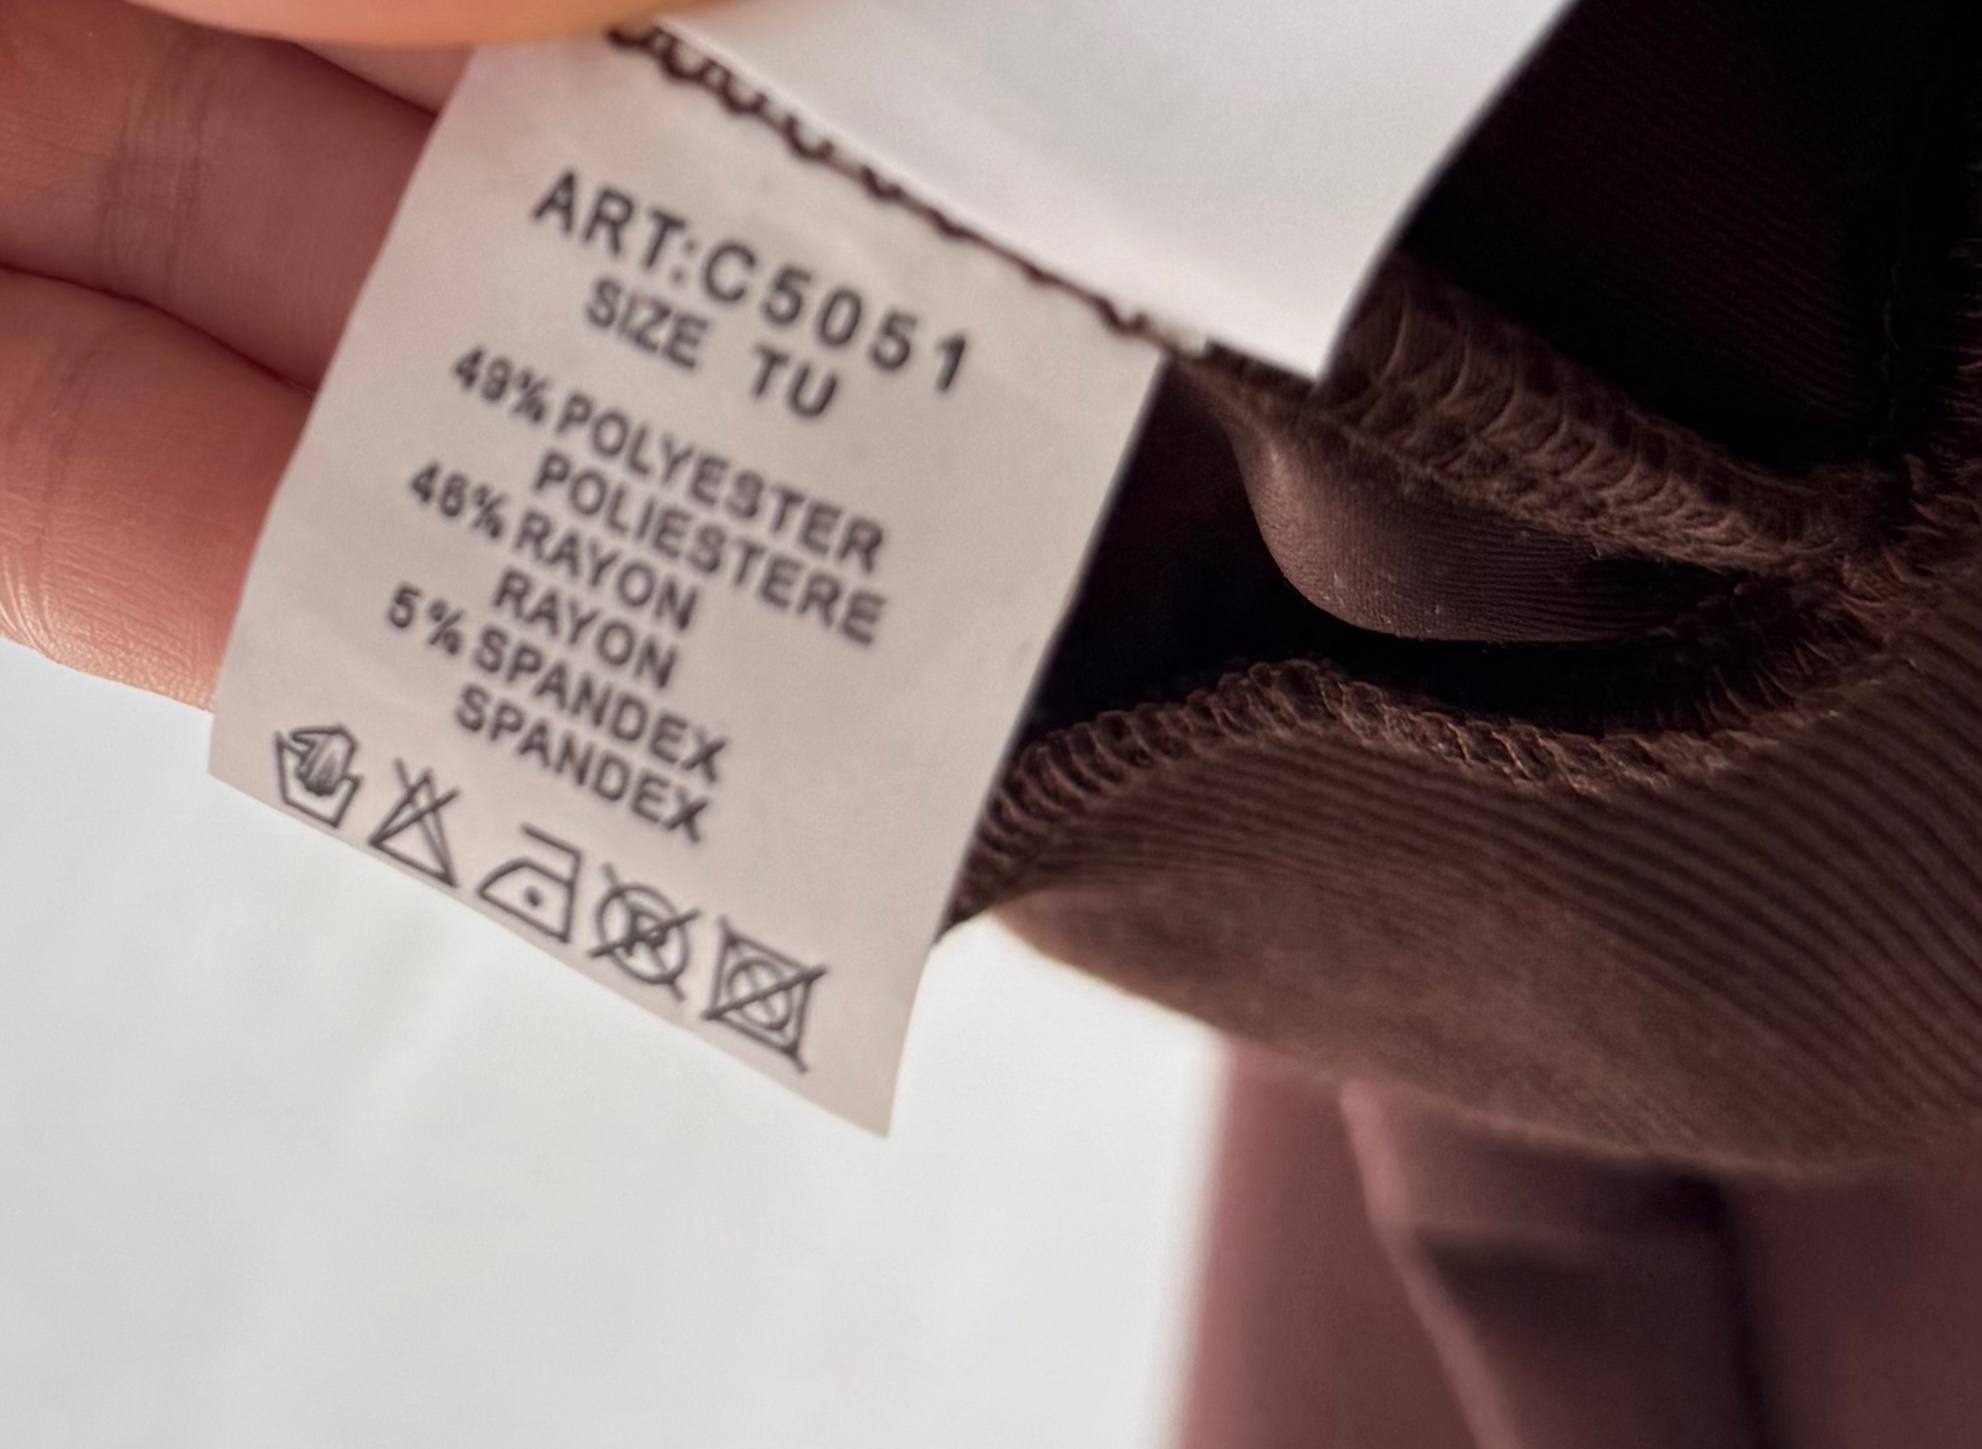 ART:C5051
SIZE TU
49% POLYESTER
POLIESTERE
46% RAYON
RAYON
5% SPANDEX
SPANDEX
P